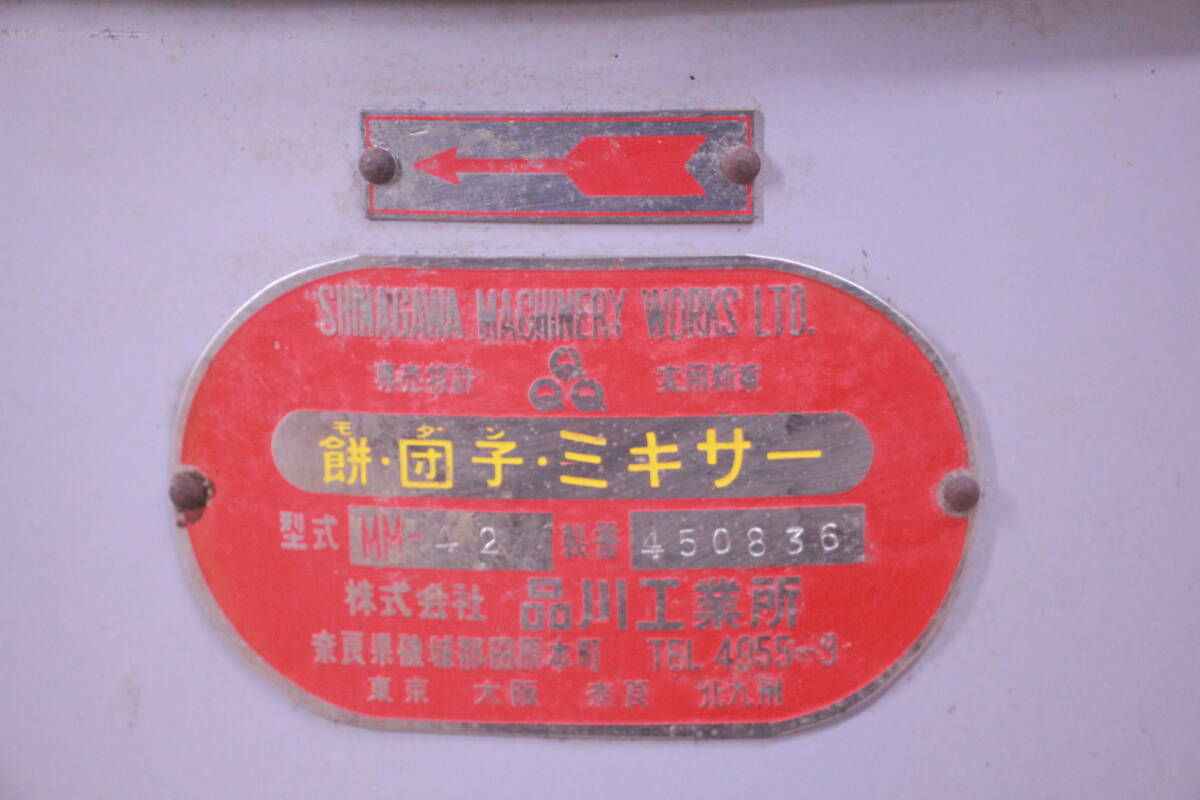 SHINAGAWA MACHINERY WORKS LTD.
専売特許 実用新案
モ ダ ン
餅・団子・ミキサー
型式 MM-42 製番 450836
株式会社 品川工業所
奈良県磯城郡田原本町 TEL 4055~9
東京 大阪 奈良 北九州